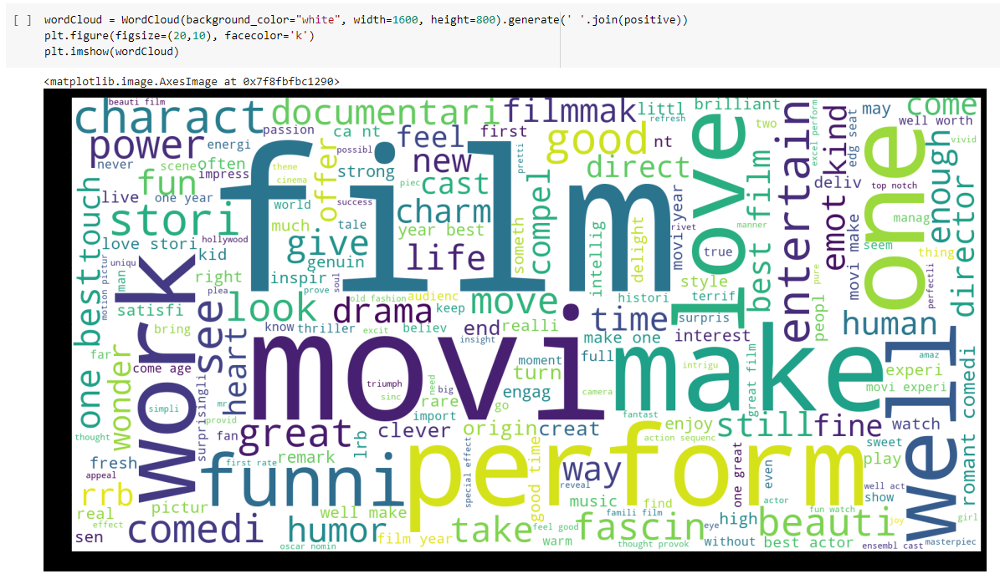 [ ] wordCloud = WordCloud(background_color="white", width=1600, height=800).generate(' '.join(positive))
plt.figure(figsize=(20,10), facecolor='k')
plt.imshow(wordCloud)
<matplotlib.image.AxesImage at 0x7f8fbfbc1290>
beauti film
charact
documentari
filmmak
littl
refresh
brilliant
two
excel perform
entertain
kind
edg seat
may
come
well worth
passion
ca nt
feel
first
power
energi
possibl
new
good
nt
love
never
scene
often
theme
offer
strong
pretti
direct
impress
cinema
piec
cast
fun
film
one
enough
vivid
deliv
top notch
live
one year
world
success
charm
compel
movi year
best film
emot
manag
director
touch
stori
much
tale
year best
someth
intellig
delight
rivet
manner
movi make
love stori
hollywood
kid
give
genuin
life
true
seem
thing
uniqu
man
motion pictur
one best
work
right
inspir
soul
style
pure
perfectli
plea
prove
old fashion
audienc
move
histori
terrif
satisfi
look
drama
keep
time
surpris
peopl
human
bring
know
thriller
excit
believ
end
realli
make one
interest
insight
far
wonder
see
heart
movi
moment
full
make
great film
well
amaz
come age
turn
intrigu
experi
triumph
need
big
engag
camera
movi experi
romant comedi
simpli
surprisingli
mr
sinc
rare
go
provid
import
fantast
thought
fan
great
lrb
clever
origin
creat
enjoy
still
fine
watch
action sequenc
sweet
fresh
first rate
remark
perform
play
appeal
funni
special effect
good time
way
one great
even
rrb
reveal
well act
real
pictur
well make
music
find
actor
show
effect
famili film
fun watch
joy
girl
sen
comedi
humor
film year
take
feel good
fascin
eye
high
beauti
oscar nomin
warm
thought provok
without
best actor
ensembl cast
masterpiec